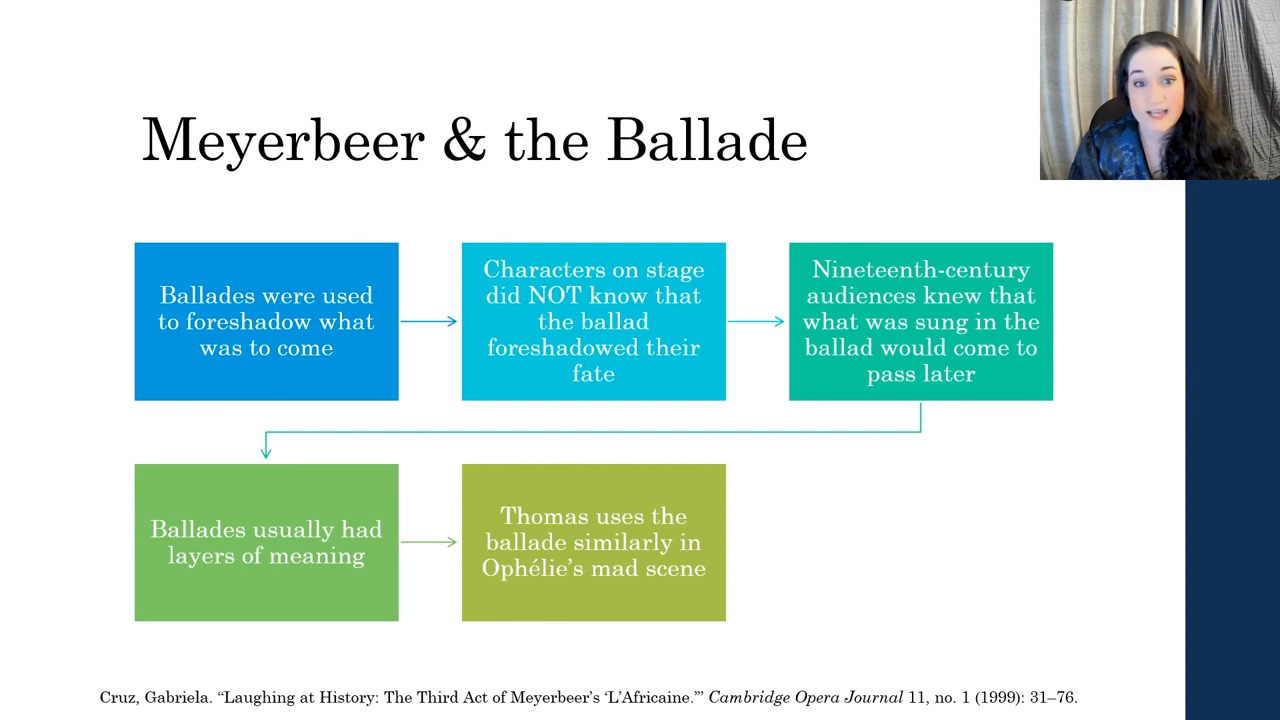 Meyerbeer & the Ballade
Ballades were used
to foreshadow what
was to come
Characters on stage
did NOT know that
the ballad
foreshadowed their
fate
Nineteenth-century
audiences knew that
what was sung in the
ballad would come to
pass later
Ballades usually had
layers of meaning
Thomas uses the
ballade similarly in
Ophélie’s mad scene
Cruz, Gabriela. “Laughing at History: The Third Act of Meyerbeer’s ‘L’Africaine.’” Cambridge Opera Journal 11, no. 1 (1999): 31–76.